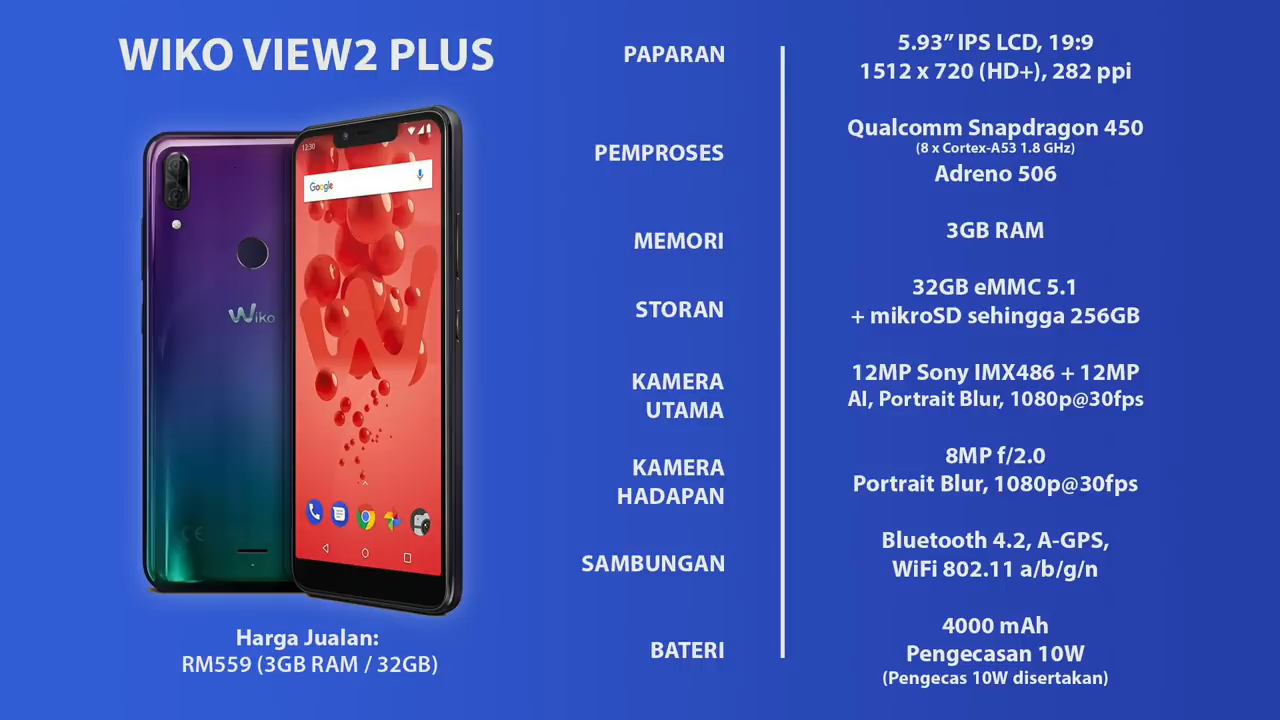 WIKO VIEW2 PLUS
12:30
Google
Wiko
CE
Harga Jualan:
RM559 (3GB RAM / 32GB)
PAPARAN
5.93” IPS LCD, 19:9
1512 x 720 (HD+), 282 ppi
PEMPROSES
Qualcomm Snapdragon 450
(8 x Cortex-A53 1.8 GHz)
Adreno 506
MEMORI
3GB RAM
STORAN
32GB eMMC 5.1
+ mikroSD sehingga 256GB
KAMERA
UTAMA
12MP Sony IMX486 + 12MP
AI, Portrait Blur, 1080p@30fps
KAMERA
HADAPAN
8MP f/2.0
Portrait Blur, 1080p@30fps
SAMBUNGAN
Bluetooth 4.2, A-GPS,
WiFi 802.11 a/b/g/n
BATERI
4000 mAh
Pengecasan 10W
(Pengecas 10W disertakan)